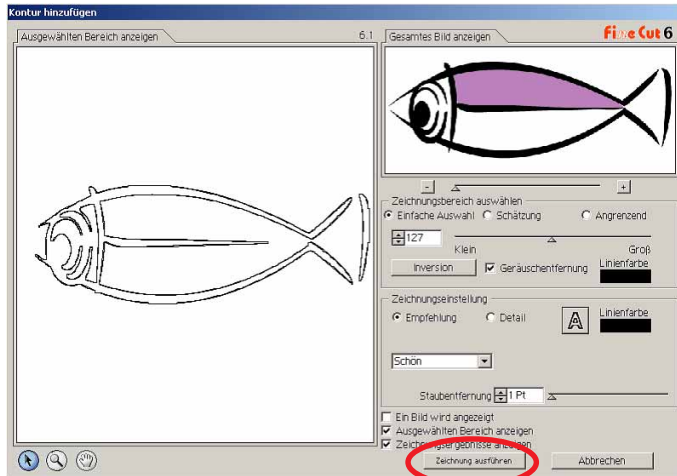 Kontur hinzufügen
Ausgewählten Bereich anzeigen 6.1
Gesamtes Bild anzeigen
Fine Cut 6
- +
Zeichnungsbereich auswählen
Einfache Auswahl Schätzung Angrenzend
127
Klein Groß
Inversion Geräuschentfernung Linienfarbe
Zeichnungseinstellung
Empfehlung Detail A Linienfarbe
Schön
Staubentfernung 1 Pt
Ein Bild wird angezeigt
Ausgewählten Bereich anzeigen
Zeichnungsergebnisse anzeigen
Zeichnung ausführen Abbrechen